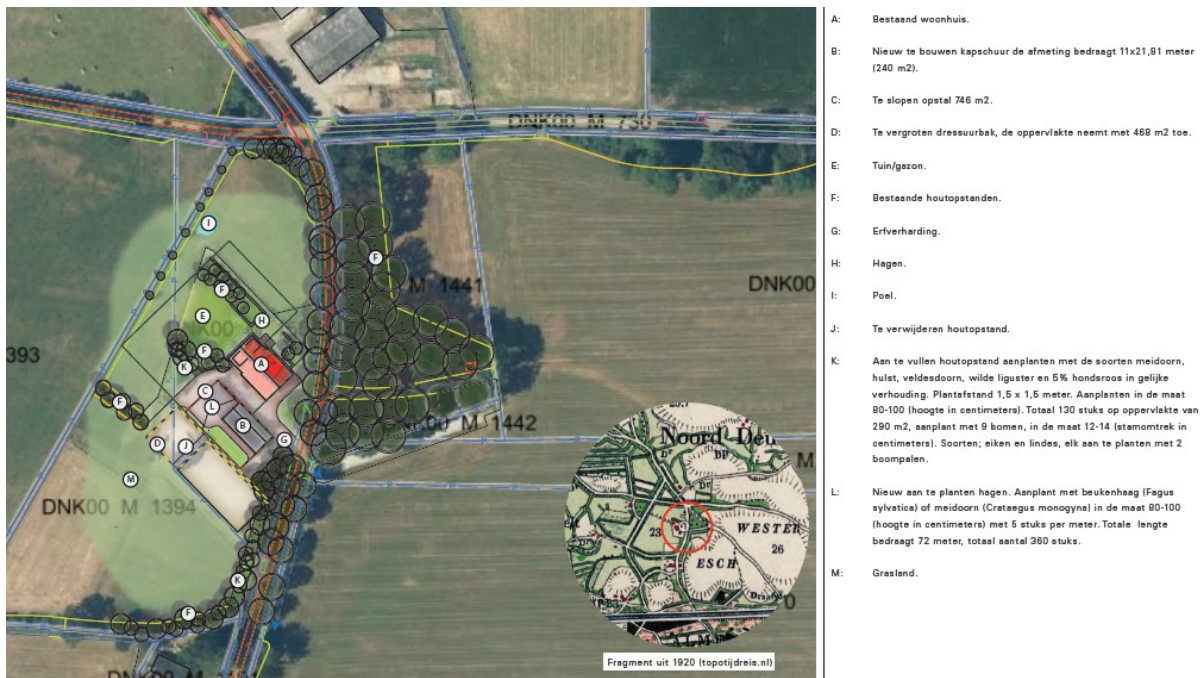 A: Bestaand woonhuis.
B: Nieuw te bouwen kapschuur de afmeting bedraagt 11x21,81 meter
(240 m2).
C: Te slopen opstal 746 m2.
D: Te vergroten dressuurbak, de oppervlakte neemt met 468 m2 toe.
E: Tuin/gazon.
F: Bestaande houtopstanden.
G: Erfverharding.
H: Hagen.
I: Poel.
J: Te verwijderen houtopstand.
K: Aan te vullen houtopstand aanplanten met de soorten meidoorn,
hulst, veldesdoorn, wilde liguster en 5% hondsroos in gelijke
verhouding. Plantafstand 1,5 x 1,5 meter. Aanplanten in de maat
80-100 (hoogte in centimeters). Totaal 130 stuks op oppervlakte van
290 m2, aanplant met 9 bomen, in de maat 12-14 (stamomtrek in
centimeters). Soorten; eiken en lindes, elk aan te planten met 2
boompalen.
L: Nieuw aan te planten hagen. Aanplant met beukenhaag (Fagus
sylvatica) of meidoorn (Crataegus monogyna) in de maat 80-100
(hoogte in centimeters) met 5 stuks per meter. Totale lengte
bedraagt 72 meter, totaal aantal 360 stuks.
M: Grasland.
DNK00 M 730
I
F
M 1441
DNK00
F
E
H
DNK00
393
F
K
A
C
L
F
B
M 1442
D
J
G
M
M
DNK00 M 1394
K
F
DNK00 M
Noord Deu
Dr
DP
Dr
23
WESTER
26
ESCH
ALM
0
Fragment uit 1920 (topotijdreis.nl)